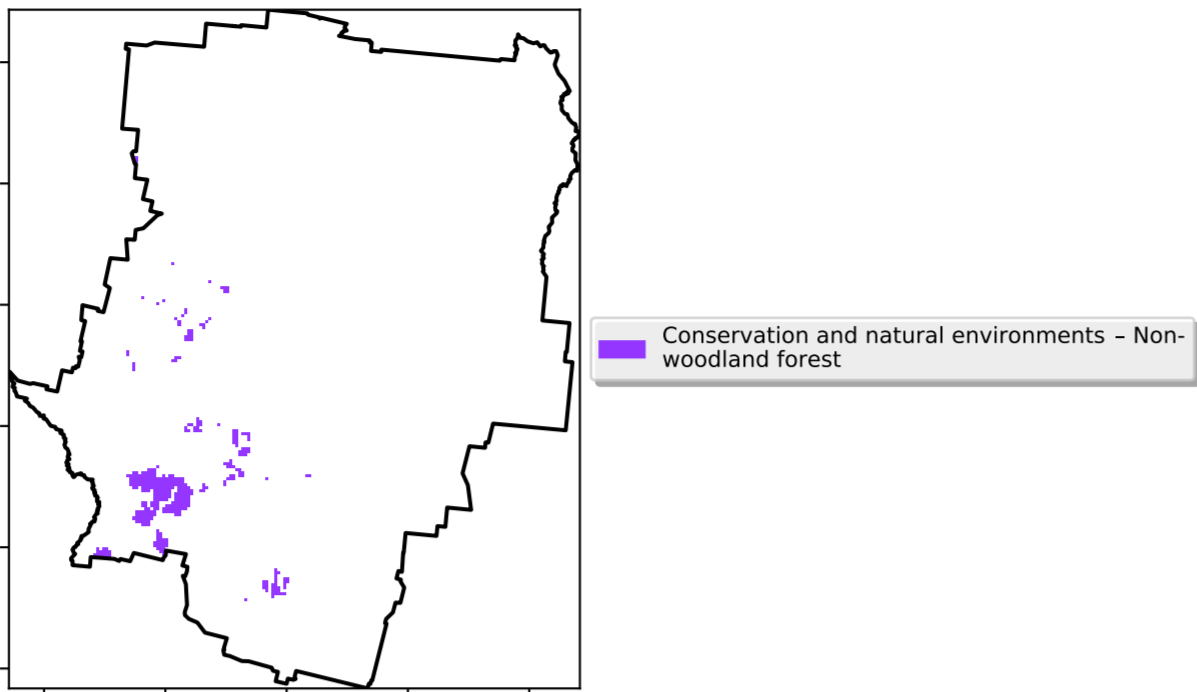 Conservation and natural environments – Non-
woodland forest